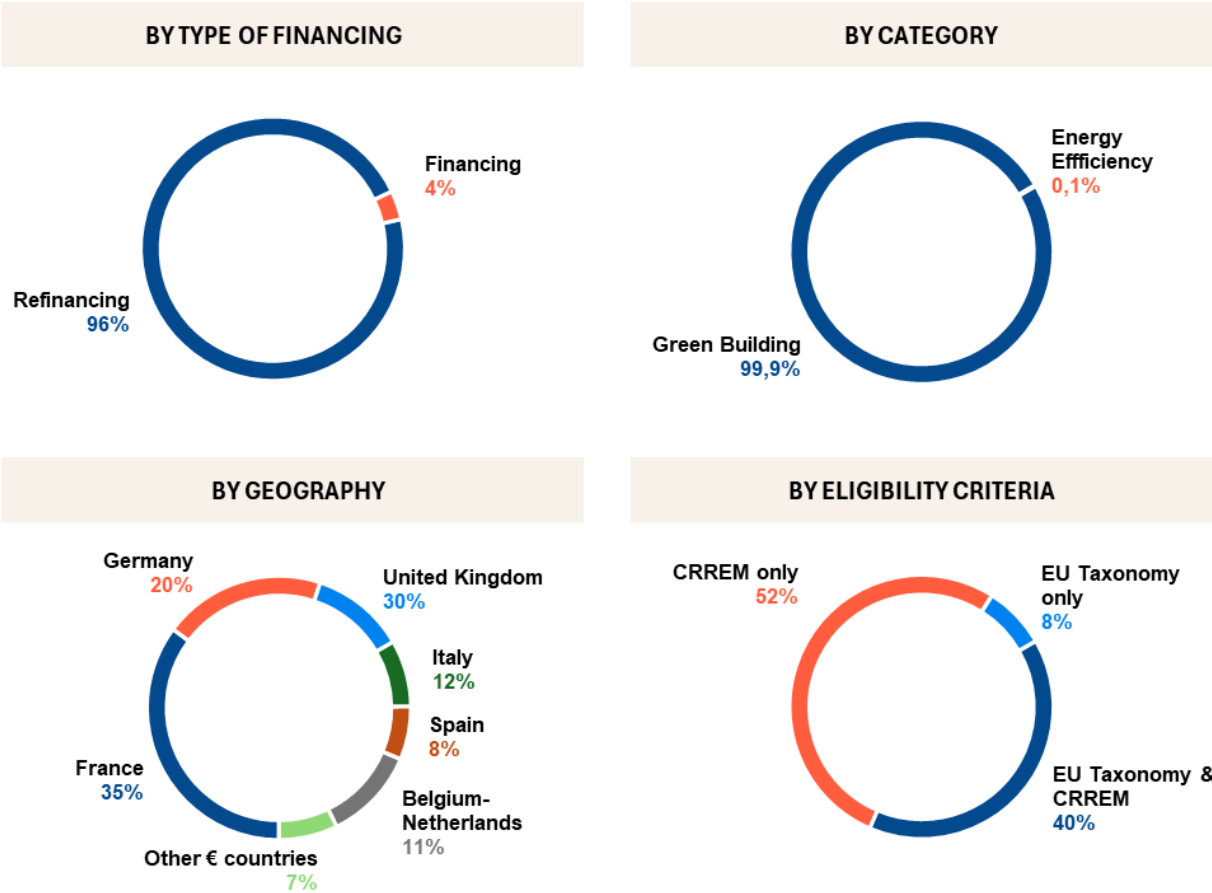 BY TYPE OF FINANCING
Financing
4%
Refinancing
96%
BY CATEGORY
Energy
Effficiency
0,1%
Green Building
99,9%
BY GEOGRAPHY
Germany
20%
United Kingdom
30%
Italy
12%
Spain
8%
France
35%
Belgium-
Netherlands
11%
Other € countries
7%
BY ELIGIBILITY CRITERIA
CRREM only
52%
EU Taxonomy
only
8%
EU Taxonomy &
CRREM
40%